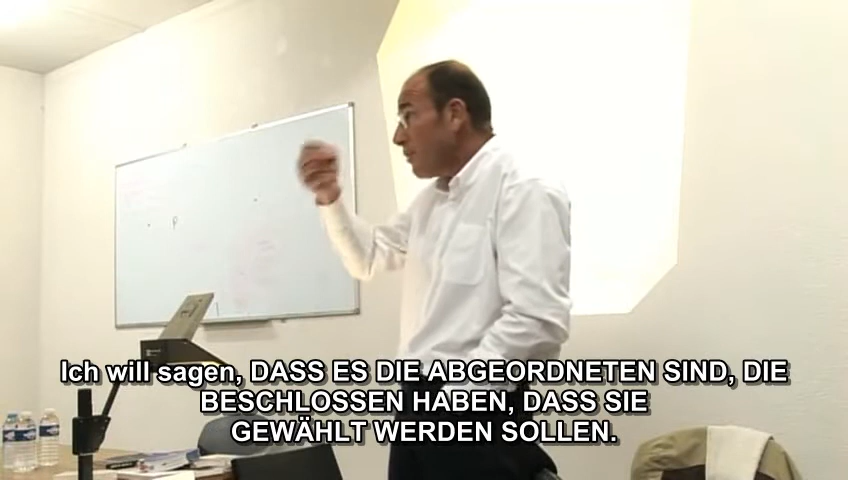 Ich will sagen, DASS ES DIE ABGEORDNETEN SIND, DIE
BESCHLOSSEN HABEN, DASS SIE
GEWÄHLT WERDEN SOLLEN.